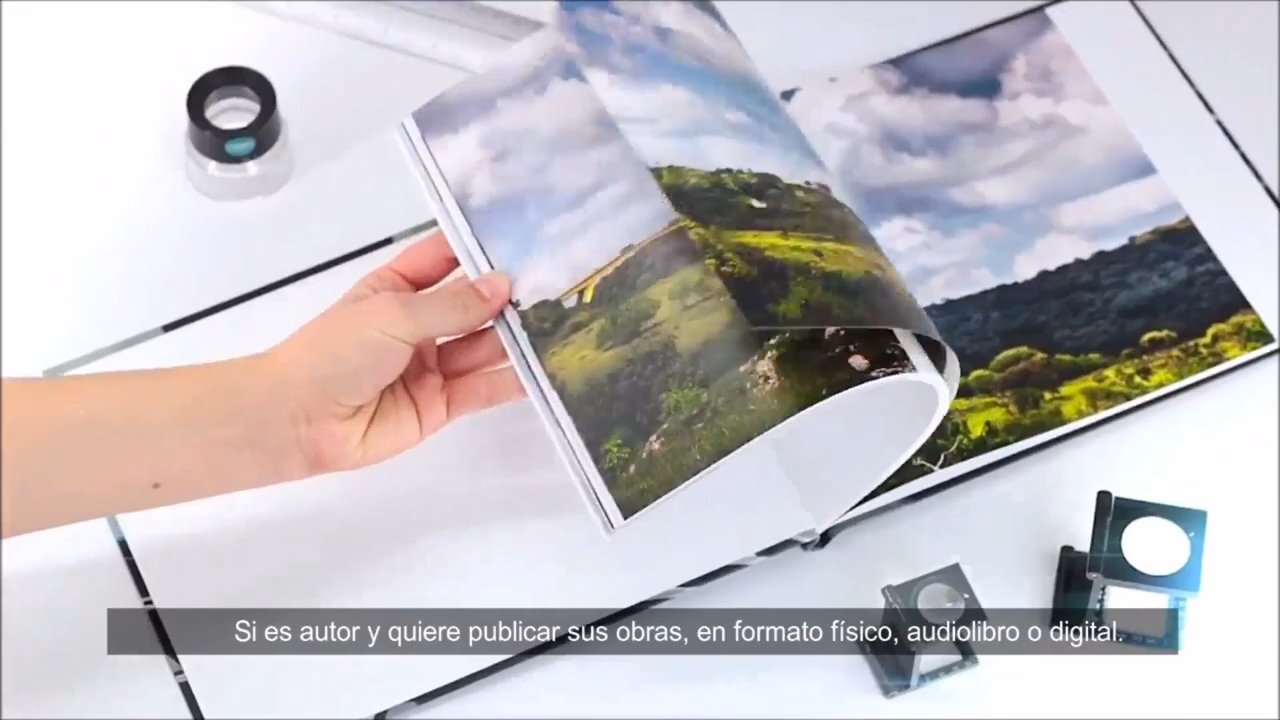 Si es autor y quiere publicar sus obras, en formato físico, audiolibro o digital.